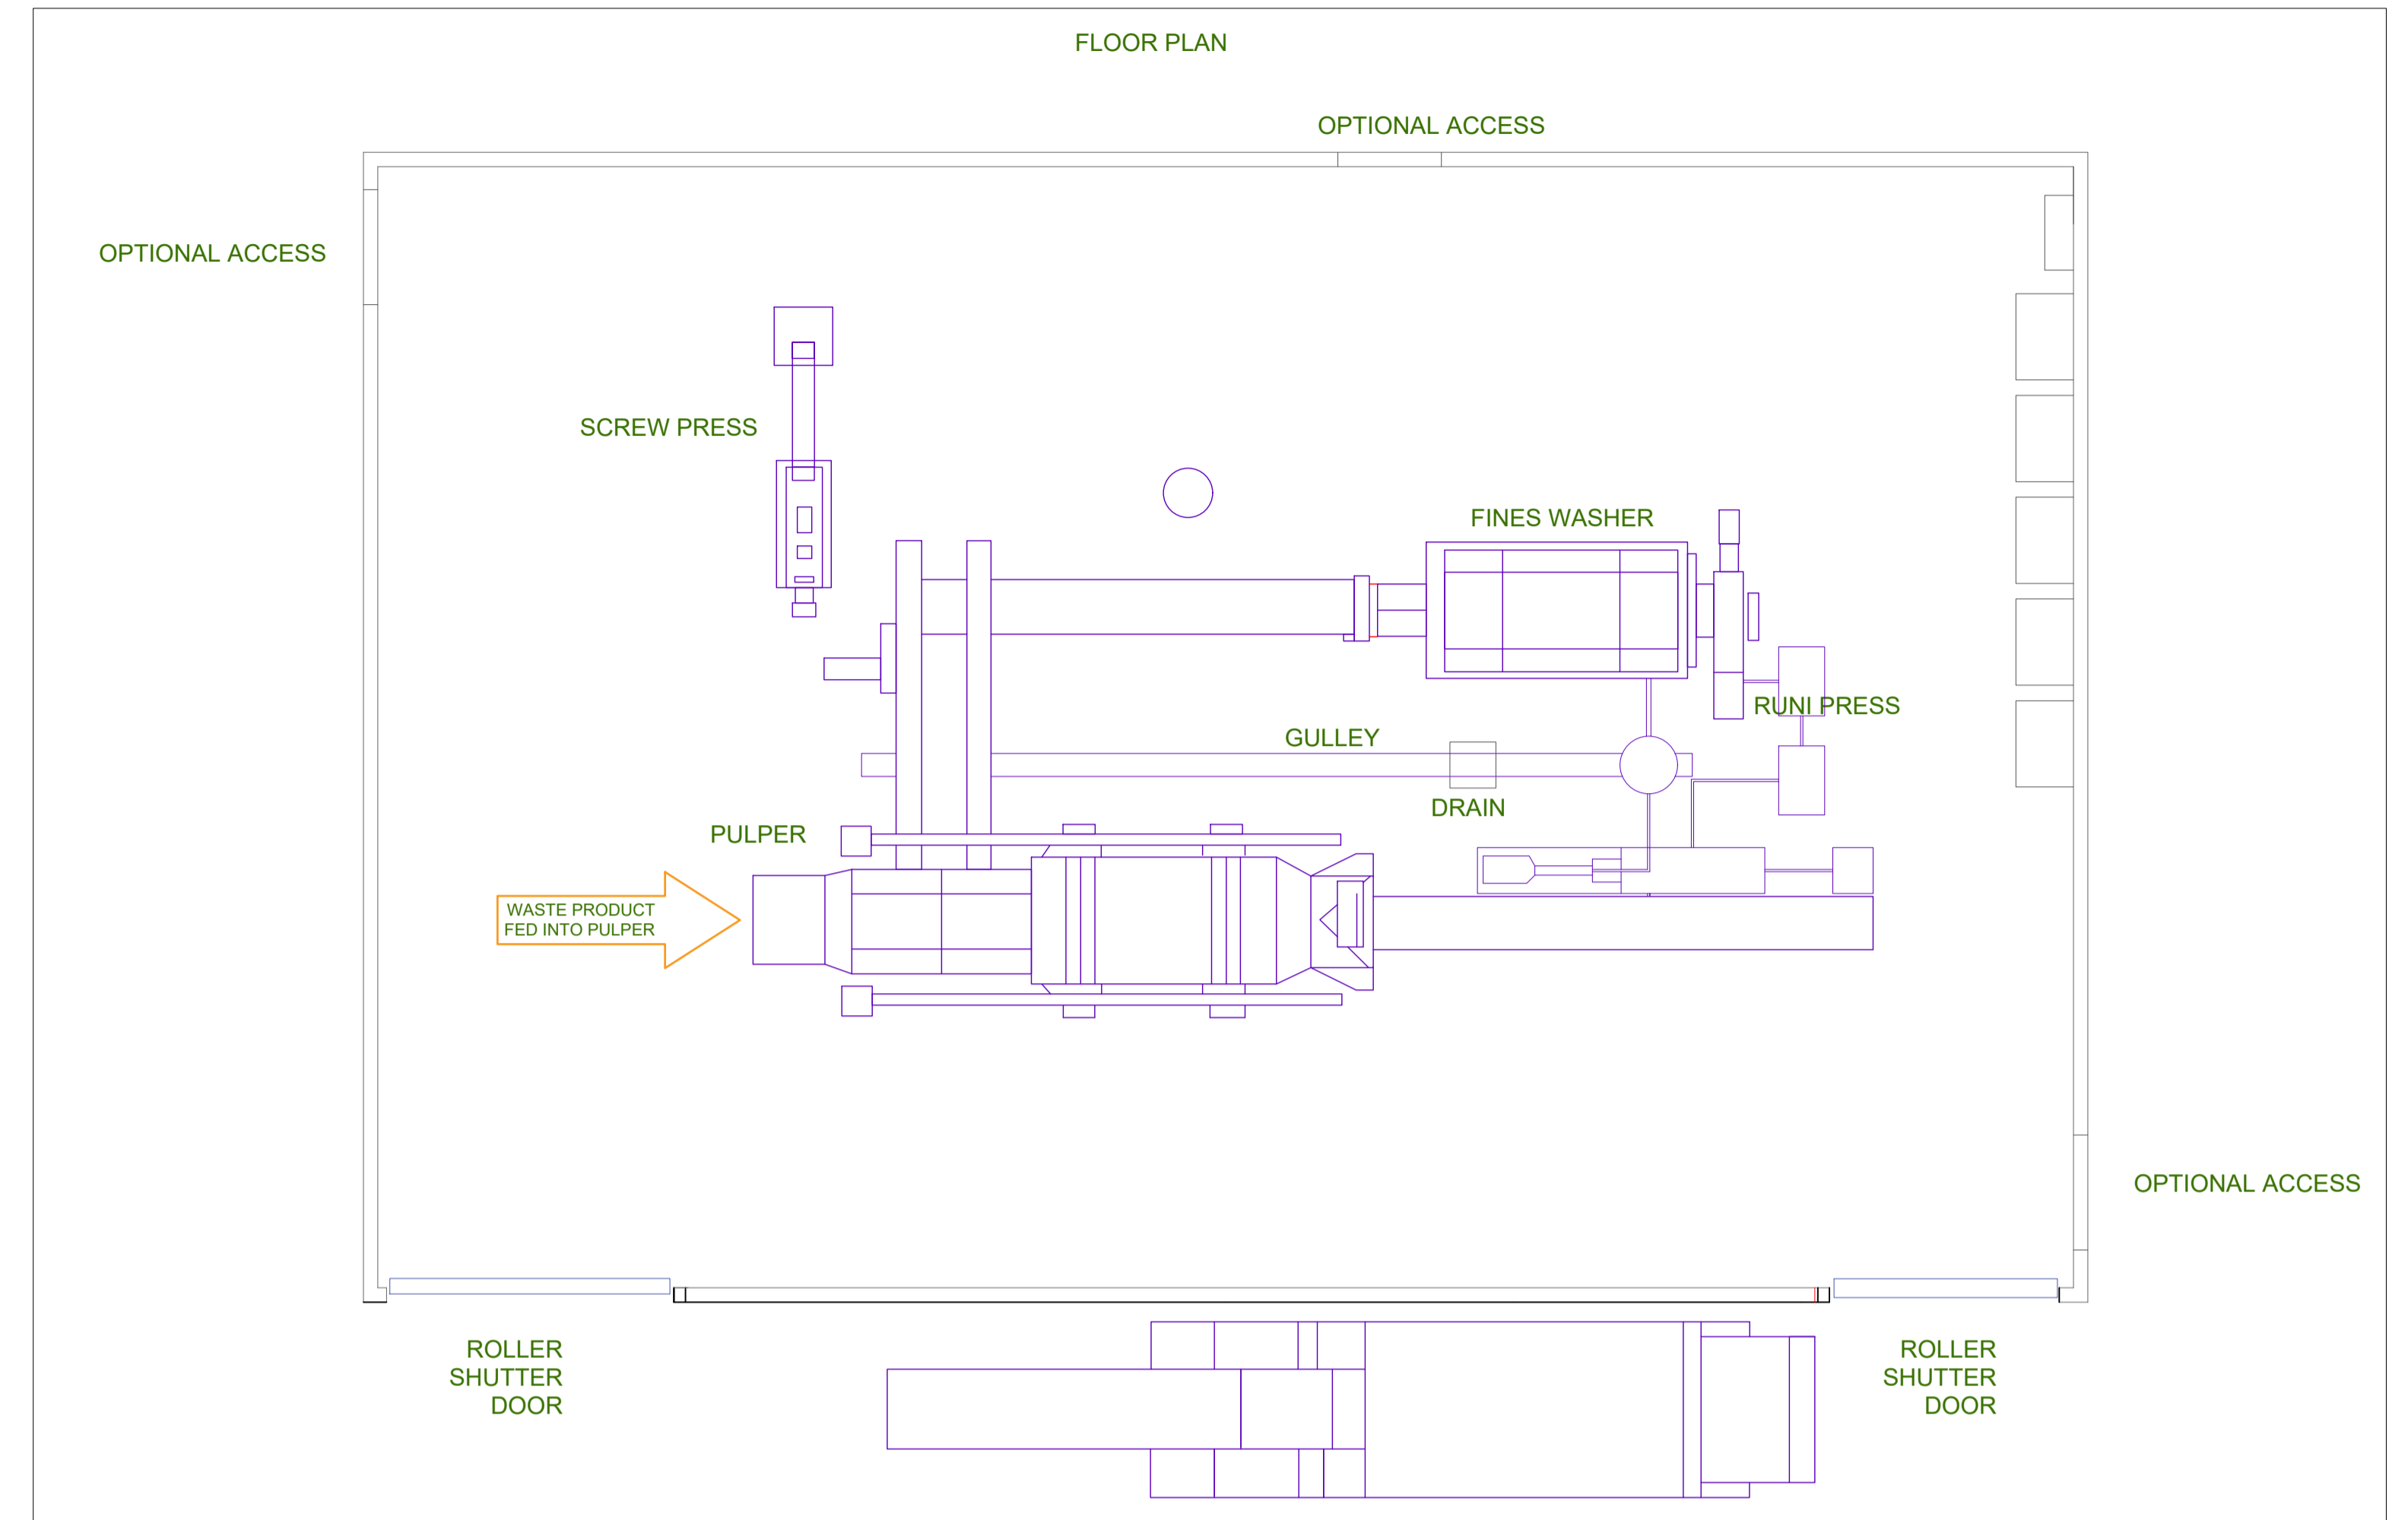 FLOOR PLAN
OPTIONAL ACCESS
OPTIONAL ACCESS
SCREW PRESS
FINES WASHER
RUNI PRESS
GULLEY
DRAIN
PULPER
WASTE PRODUCT
FED INTO PULPER
OPTIONAL ACCESS
ROLLER
SHUTTER
DOOR
ROLLER
SHUTTER
DOOR